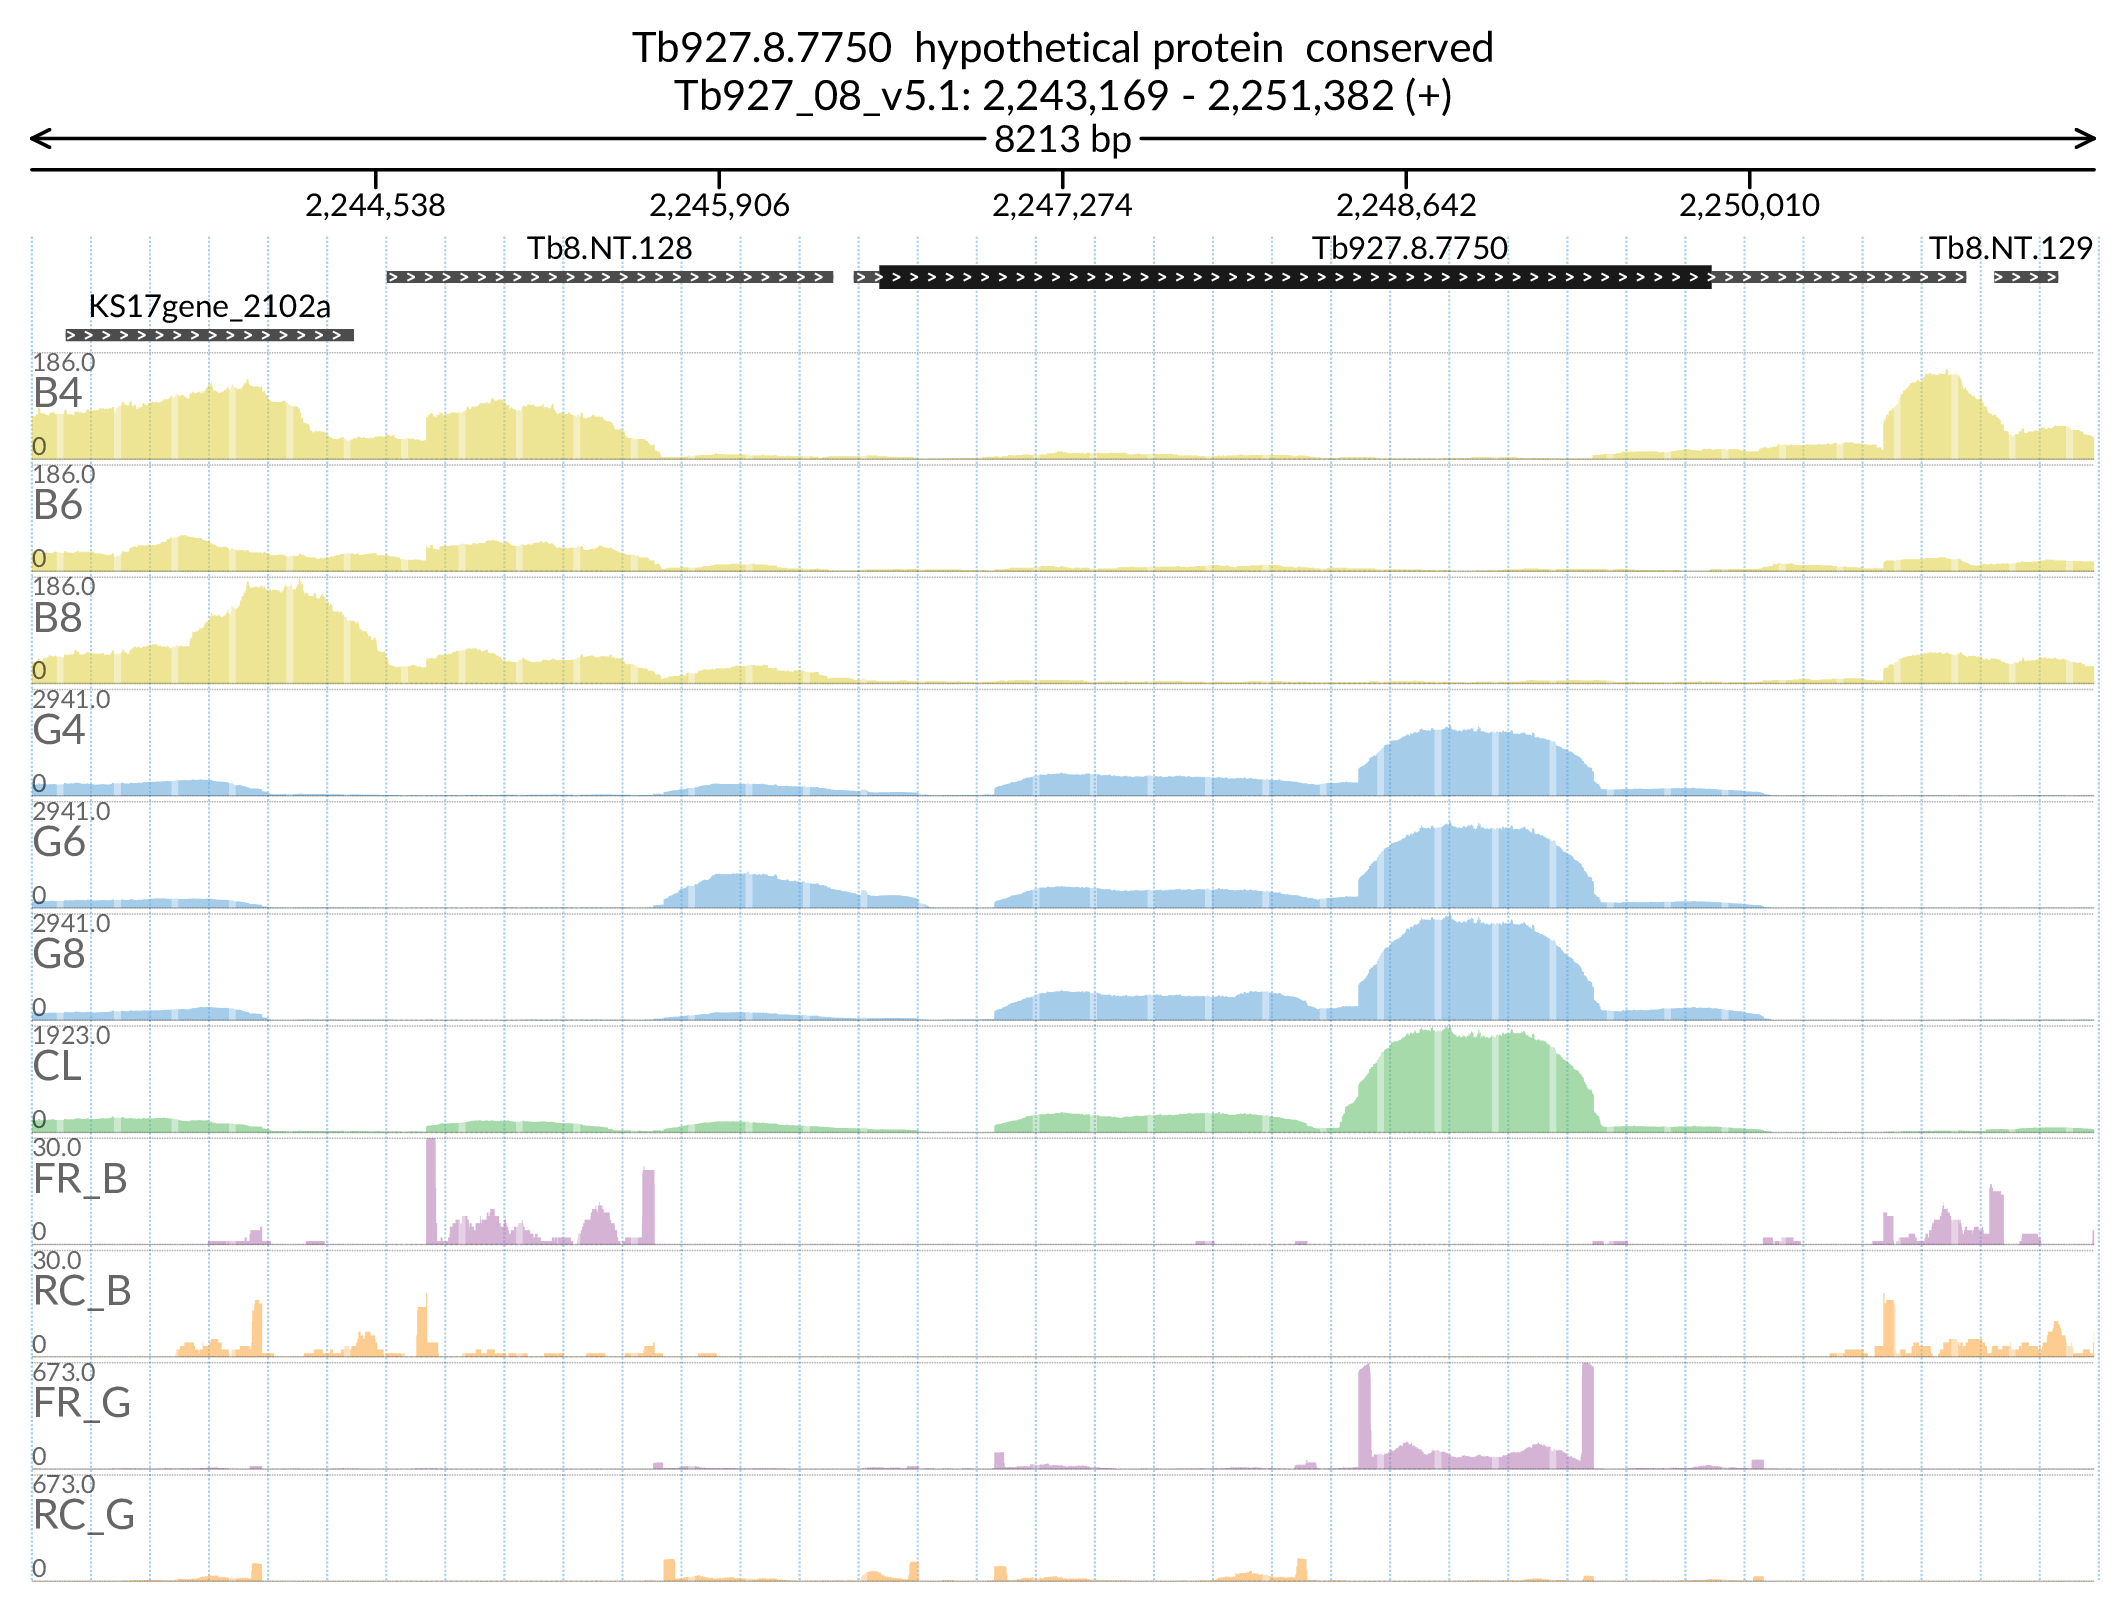 Tb927.8.7750  hypothetical protein  conserved
Tb927_08_v5.1: 2,243,169 - 2,251,382 (+)
8213 bp
2,244,538 2,245,906 2,247,274 2,248,642 2,250,010
Tb8.NT.128 Tb927.8.7750 Tb8.NT.129
KS17gene_2102a
186.0
B4
0
186.0
B6
0
186.0
B8
0
2941.0
G4
0
2941.0
G6
0
2941.0
G8
0
1923.0
CL
0
30.0
FR_B
0
30.0
RC_B
0
673.0
FR_G
0
673.0
RC_G
0